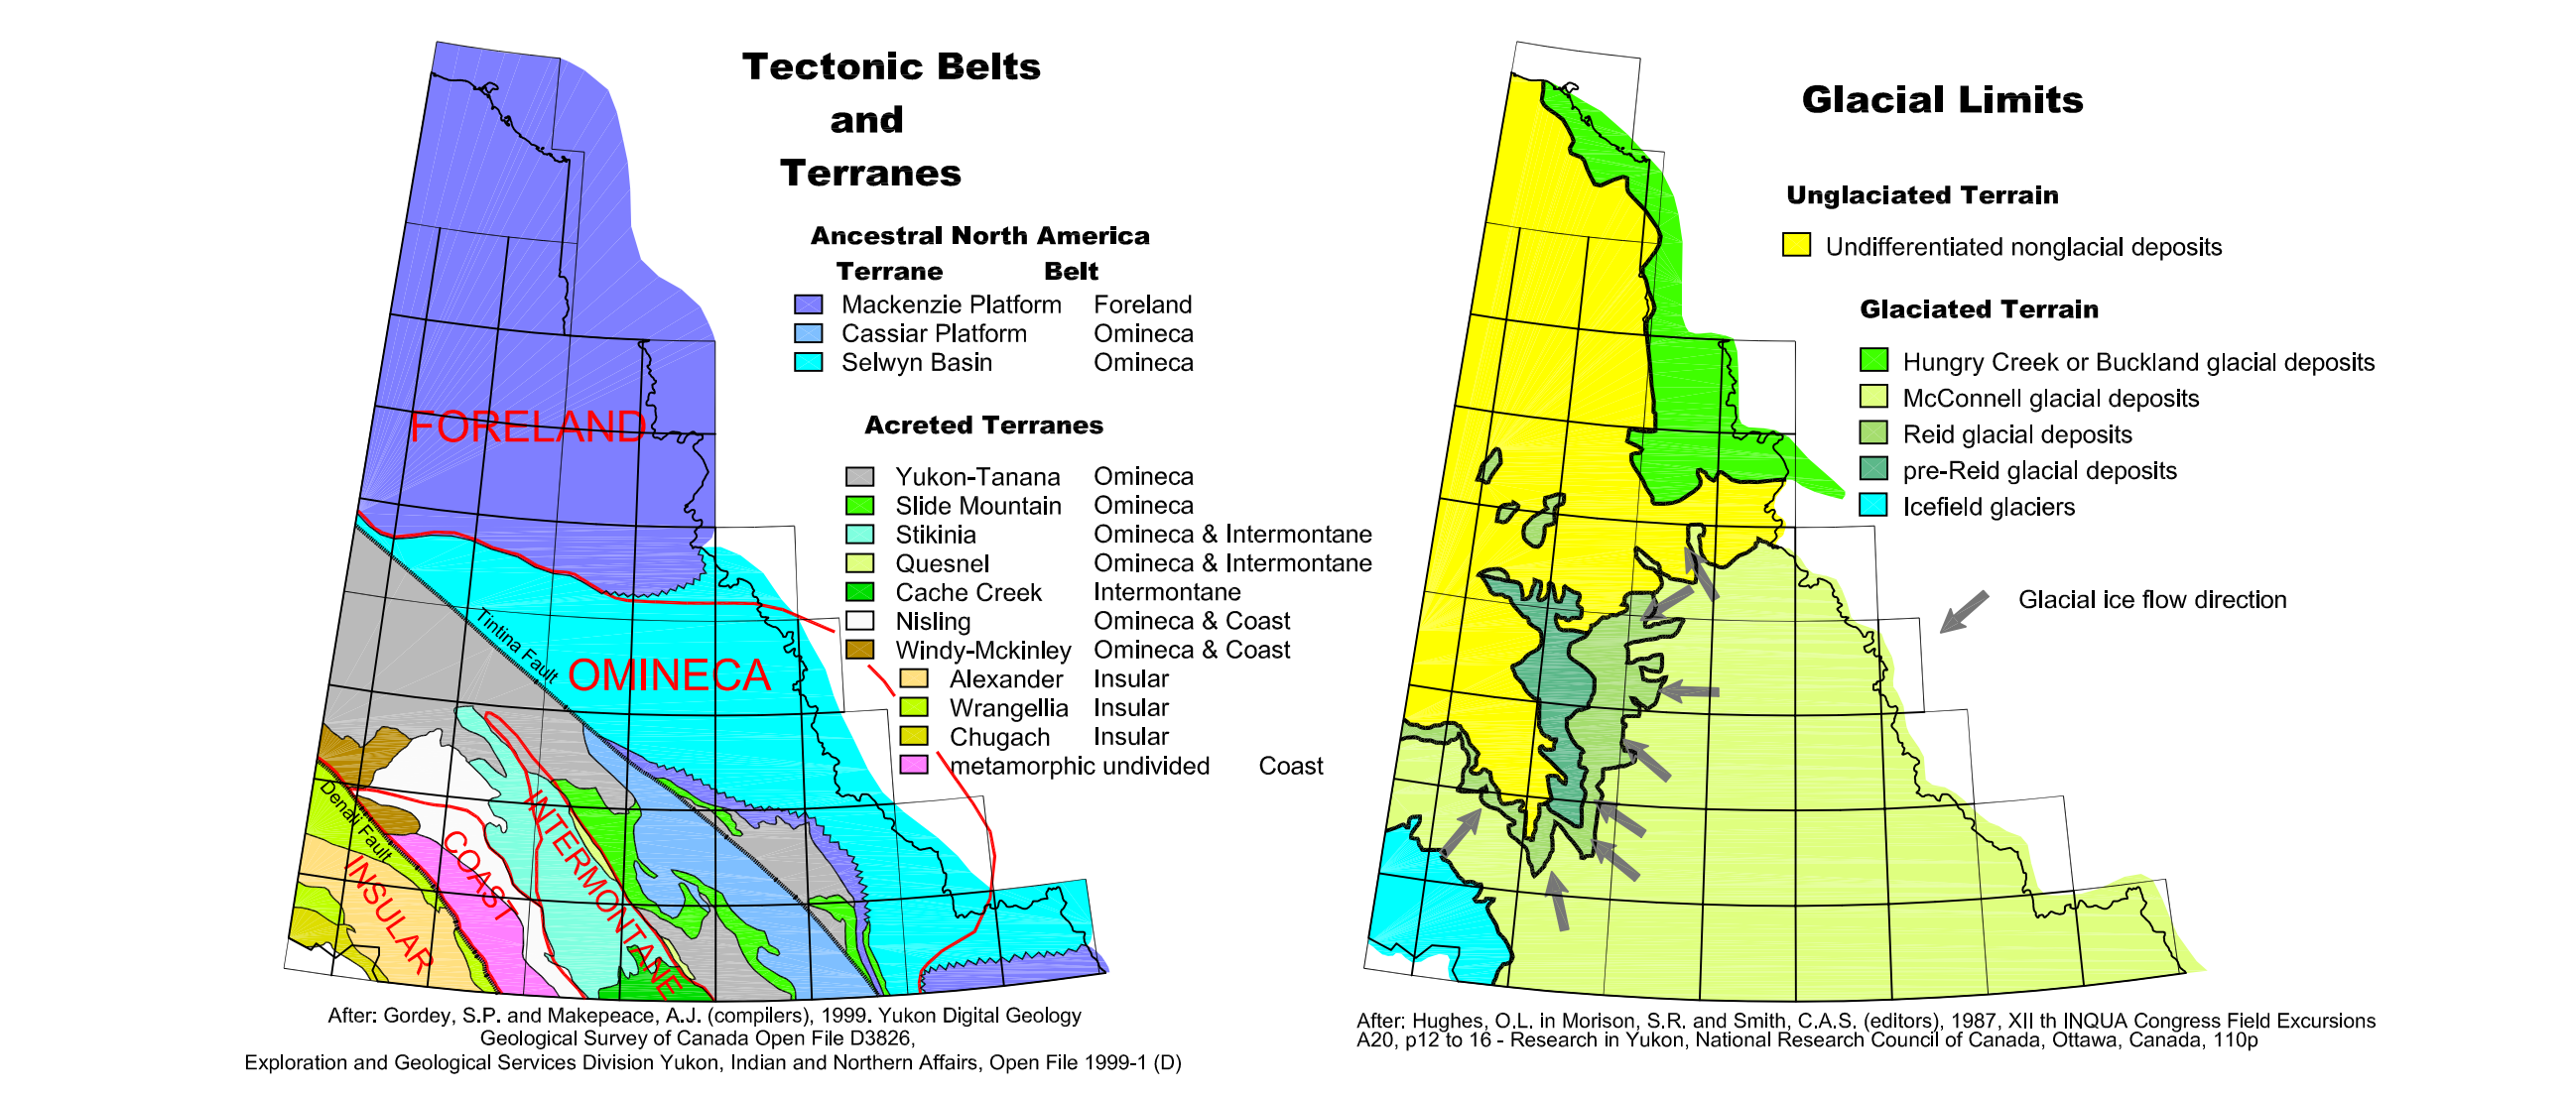 Tectonic Belts
and
Terranes
Ancestral North America
Terrane Belt
Mackenzie Platform Foreland
Cassiar Platform Omineca
Selwyn Basin Omineca
Acreted Terranes
Yukon-Tanana Omineca
Slide Mountain Omineca
Stikinia Omineca & Intermontane
Quesnel Omineca & Intermontane
Cache Creek Intermontane
Nisling Omineca & Coast
Windy-Mckinley Omineca & Coast
Alexander Insular
Wrangellia Insular
Chugach Insular
metamorphic undivided Coast
FORELAND
Tintina Fault
OMINECA
Denali Fault
INTERMONTANE
COAST
INSULAR
After: Gordey, S.P. and Makepeace, A.J. (compilers), 1999. Yukon Digital Geology
Geological Survey of Canada Open File D3826,
Exploration and Geological Services Division Yukon, Indian and Northern Affairs, Open File 1999-1 (D)
Glacial Limits
Unglaciated Terrain
Undifferentiated nonglacial deposits
Glaciated Terrain
Hungry Creek or Buckland glacial deposits
McConnell glacial deposits
Reid glacial deposits
pre-Reid glacial deposits
Icefield glaciers
Glacial ice flow direction
After: Hughes, O.L. in Morison, S.R. and Smith, C.A.S. (editors), 1987, XII th INQUA Congress Field Excursions
A20, p12 to 16 - Research in Yukon, National Research Council of Canada, Ottawa, Canada, 110p